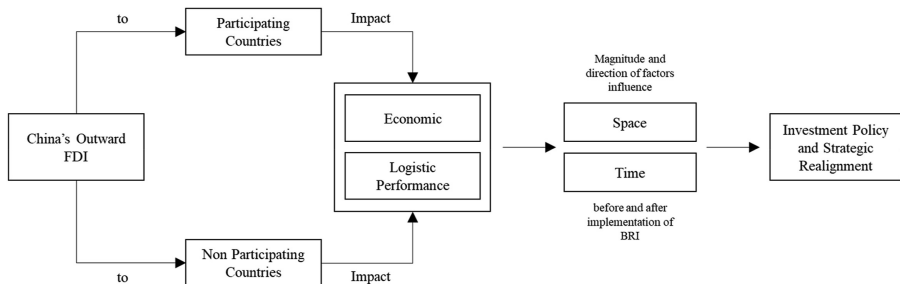 to
Participating
Countries
Impact
China's Outward
FDI
Economic
Logistic
Performance
to
Non Participating
Countries
Impact
Magnitude and
direction of factors
influence
Space
Time
before and after
implementation of
BRI
Investment Policy
and Strategic
Realignment